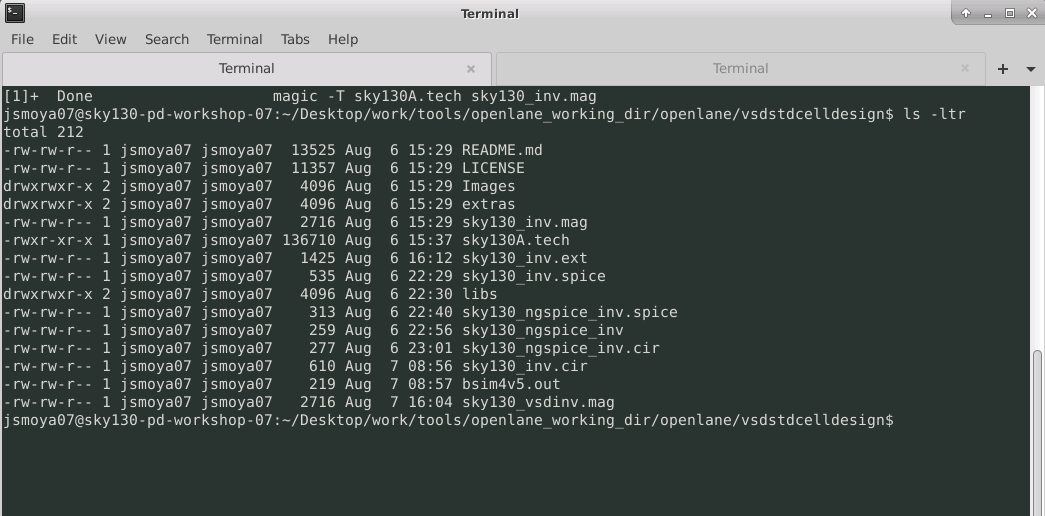 Terminal
File Edit View Search Terminal Tabs Help
Terminal Terminal
[1]+  Done                    magic -T sky130A.tech sky130_inv.mag
jsmoya07@sky130-pd-workshop-07:~/Desktop/work/tools/openlane_working_dir/openlane/vsdstdcelldesign$ ls -ltr
total 212
-rw-rw-r-- 1 jsmoya07 jsmoya07  13525 Aug  6 15:29 README.md
-rw-rw-r-- 1 jsmoya07 jsmoya07  11357 Aug  6 15:29 LICENSE
drwxrwxr-x 2 jsmoya07 jsmoya07   4096 Aug  6 15:29 Images
drwxrwxr-x 2 jsmoya07 jsmoya07   4096 Aug  6 15:29 extras
-rw-rw-r-- 1 jsmoya07 jsmoya07   2716 Aug  6 15:29 sky130_inv.mag
-rwxr-xr-x 1 jsmoya07 jsmoya07 136710 Aug  6 15:37 sky130A.tech
-rw-rw-r-- 1 jsmoya07 jsmoya07   1425 Aug  6 16:12 sky130_inv.ext
-rw-rw-r-- 1 jsmoya07 jsmoya07    535 Aug  6 22:29 sky130_inv.spice
drwxrwxr-x 2 jsmoya07 jsmoya07   4096 Aug  6 22:30 libs
-rw-rw-r-- 1 jsmoya07 jsmoya07    313 Aug  6 22:40 sky130_ngspice_inv.spice
-rw-rw-r-- 1 jsmoya07 jsmoya07    259 Aug  6 22:56 sky130_ngspice_inv
-rw-rw-r-- 1 jsmoya07 jsmoya07    277 Aug  6 23:01 sky130_ngspice_inv.cir
-rw-rw-r-- 1 jsmoya07 jsmoya07    610 Aug  7 08:56 sky130_inv.cir
-rw-rw-r-- 1 jsmoya07 jsmoya07    219 Aug  7 08:57 bsim4v5.out
-rw-rw-r-- 1 jsmoya07 jsmoya07   2716 Aug  7 16:04 sky130_vsdinv.mag
jsmoya07@sky130-pd-workshop-07:~/Desktop/work/tools/openlane_working_dir/openlane/vsdstdcelldesign$